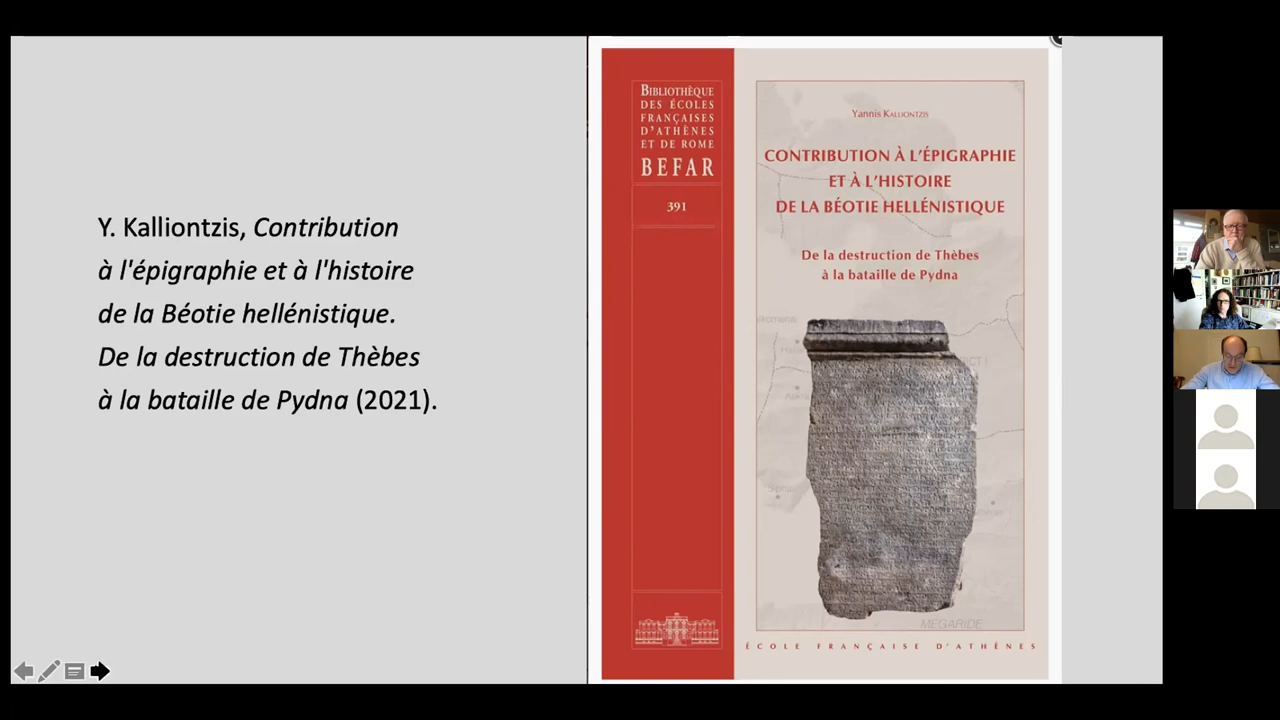 Y. Kalliontzis, Contribution
à l'épigraphie et à l'histoire
de la Béotie hellénistique.
De la destruction de Thèbes
à la bataille de Pydna (2021).
BIBLIOTHÈQUE
DES ÉCOLES
FRANÇAISES
D'ATHÈNES
ET DE ROME
BEFAR
391
Yannis KALLIONTZIS
CONTRIBUTION À L'ÉPIGRAPHIE
ET À L'HISTOIRE
DE LA BÉOTIE HELLÉNISTIQUE
De la destruction de Thèbes
à la bataille de Pydna
MÉGARIDE
ÉCOLE FRANÇAISE D'ATHÈNES